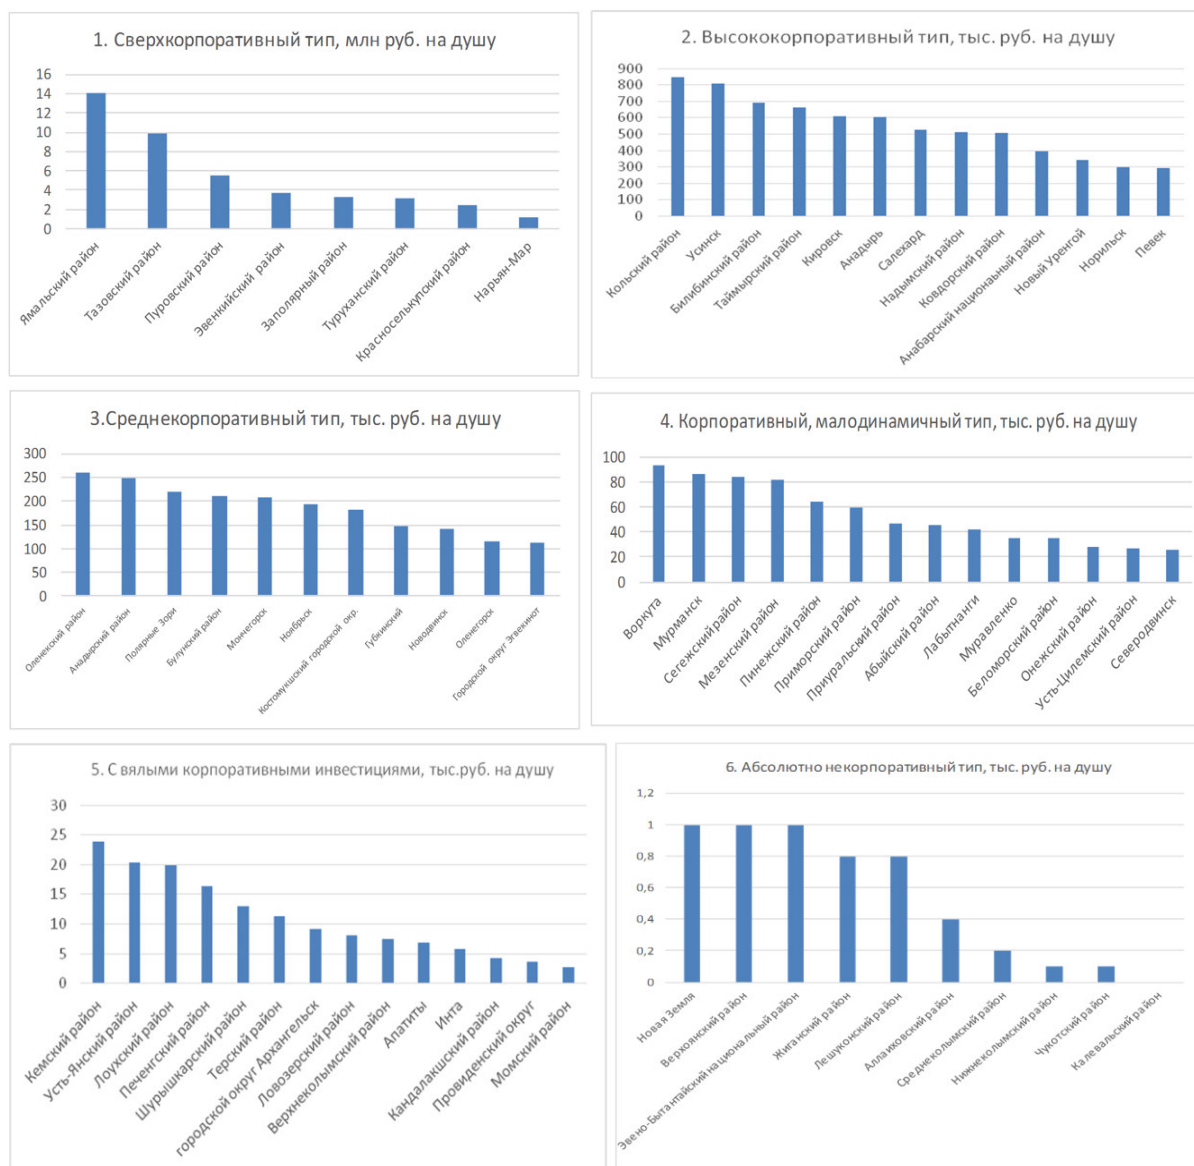 1. Сверхкорпоративный тип, млн руб. на душу
16
14
12
10
8
6
4
2
0
Ямальский район
Тазовский район
Пуровский район
Эвенкийский район
Заполярный район
Туруханский район
Красноселькупский район
Нарьян-Мар
2. Высококорпоративный тип, тыс. руб. на душу
900
800
700
600
500
400
300
200
100
0
Кольский район
Усинск
Билибинский район
Таймырский район
Кировск
Анадырь
Салехард
Надымский район
Ковдорский район
Анабарский национаьный район
Новый Уренгой
Норильск
Певек
3.Среднекорпоративный тип, тыс. руб. на душу
300
250
200
150
100
50
0
Оленекский район
Анадырский район
Полярные Зори
Булунский район
Мончегорск
Ноябрьск
Костомукшский городской окр.
Губкинский
Новодвинск
Оленегорск
Городской округ Эгвекинот
4. Корпоративный, малодинамичный тип, тыс. руб. на душу
100
80
60
40
20
0
Воркута
Мурманск
Сегежский район
Мезенский район
Пинежский район
Приморский район
Приуральский район
Абыйский район
Лабытнанги
Муравленко
Беломорский район
Онежский район
Усть-Цилемский район
Северодвинск
5. С вялыми корпоративными инвестициями, тыс.руб. на душу
30
25
20
15
10
5
0
Кемский район
Усть-Янский район
Лоухский район
Печенгский район
Шурышкарский район
Терский район
городской округ Архангельск
Ловозерский район
Верхнеколымский район
Апатиты
Инта
Кандалакшский район
Провиденский округ
Момский район
6. Абсолютно некорпоративный тип, тыс. руб. на душу
1,2
1
0,8
0,6
0,4
0,2
0
Новая Земля
Верхоянский район
Эвено-Бытантайский национальный район
Жиганский район
Лешуконский район
Аллаиховский район
Среднеколымский район
Нижнеколымский район
Чукотский район
Калевальский район